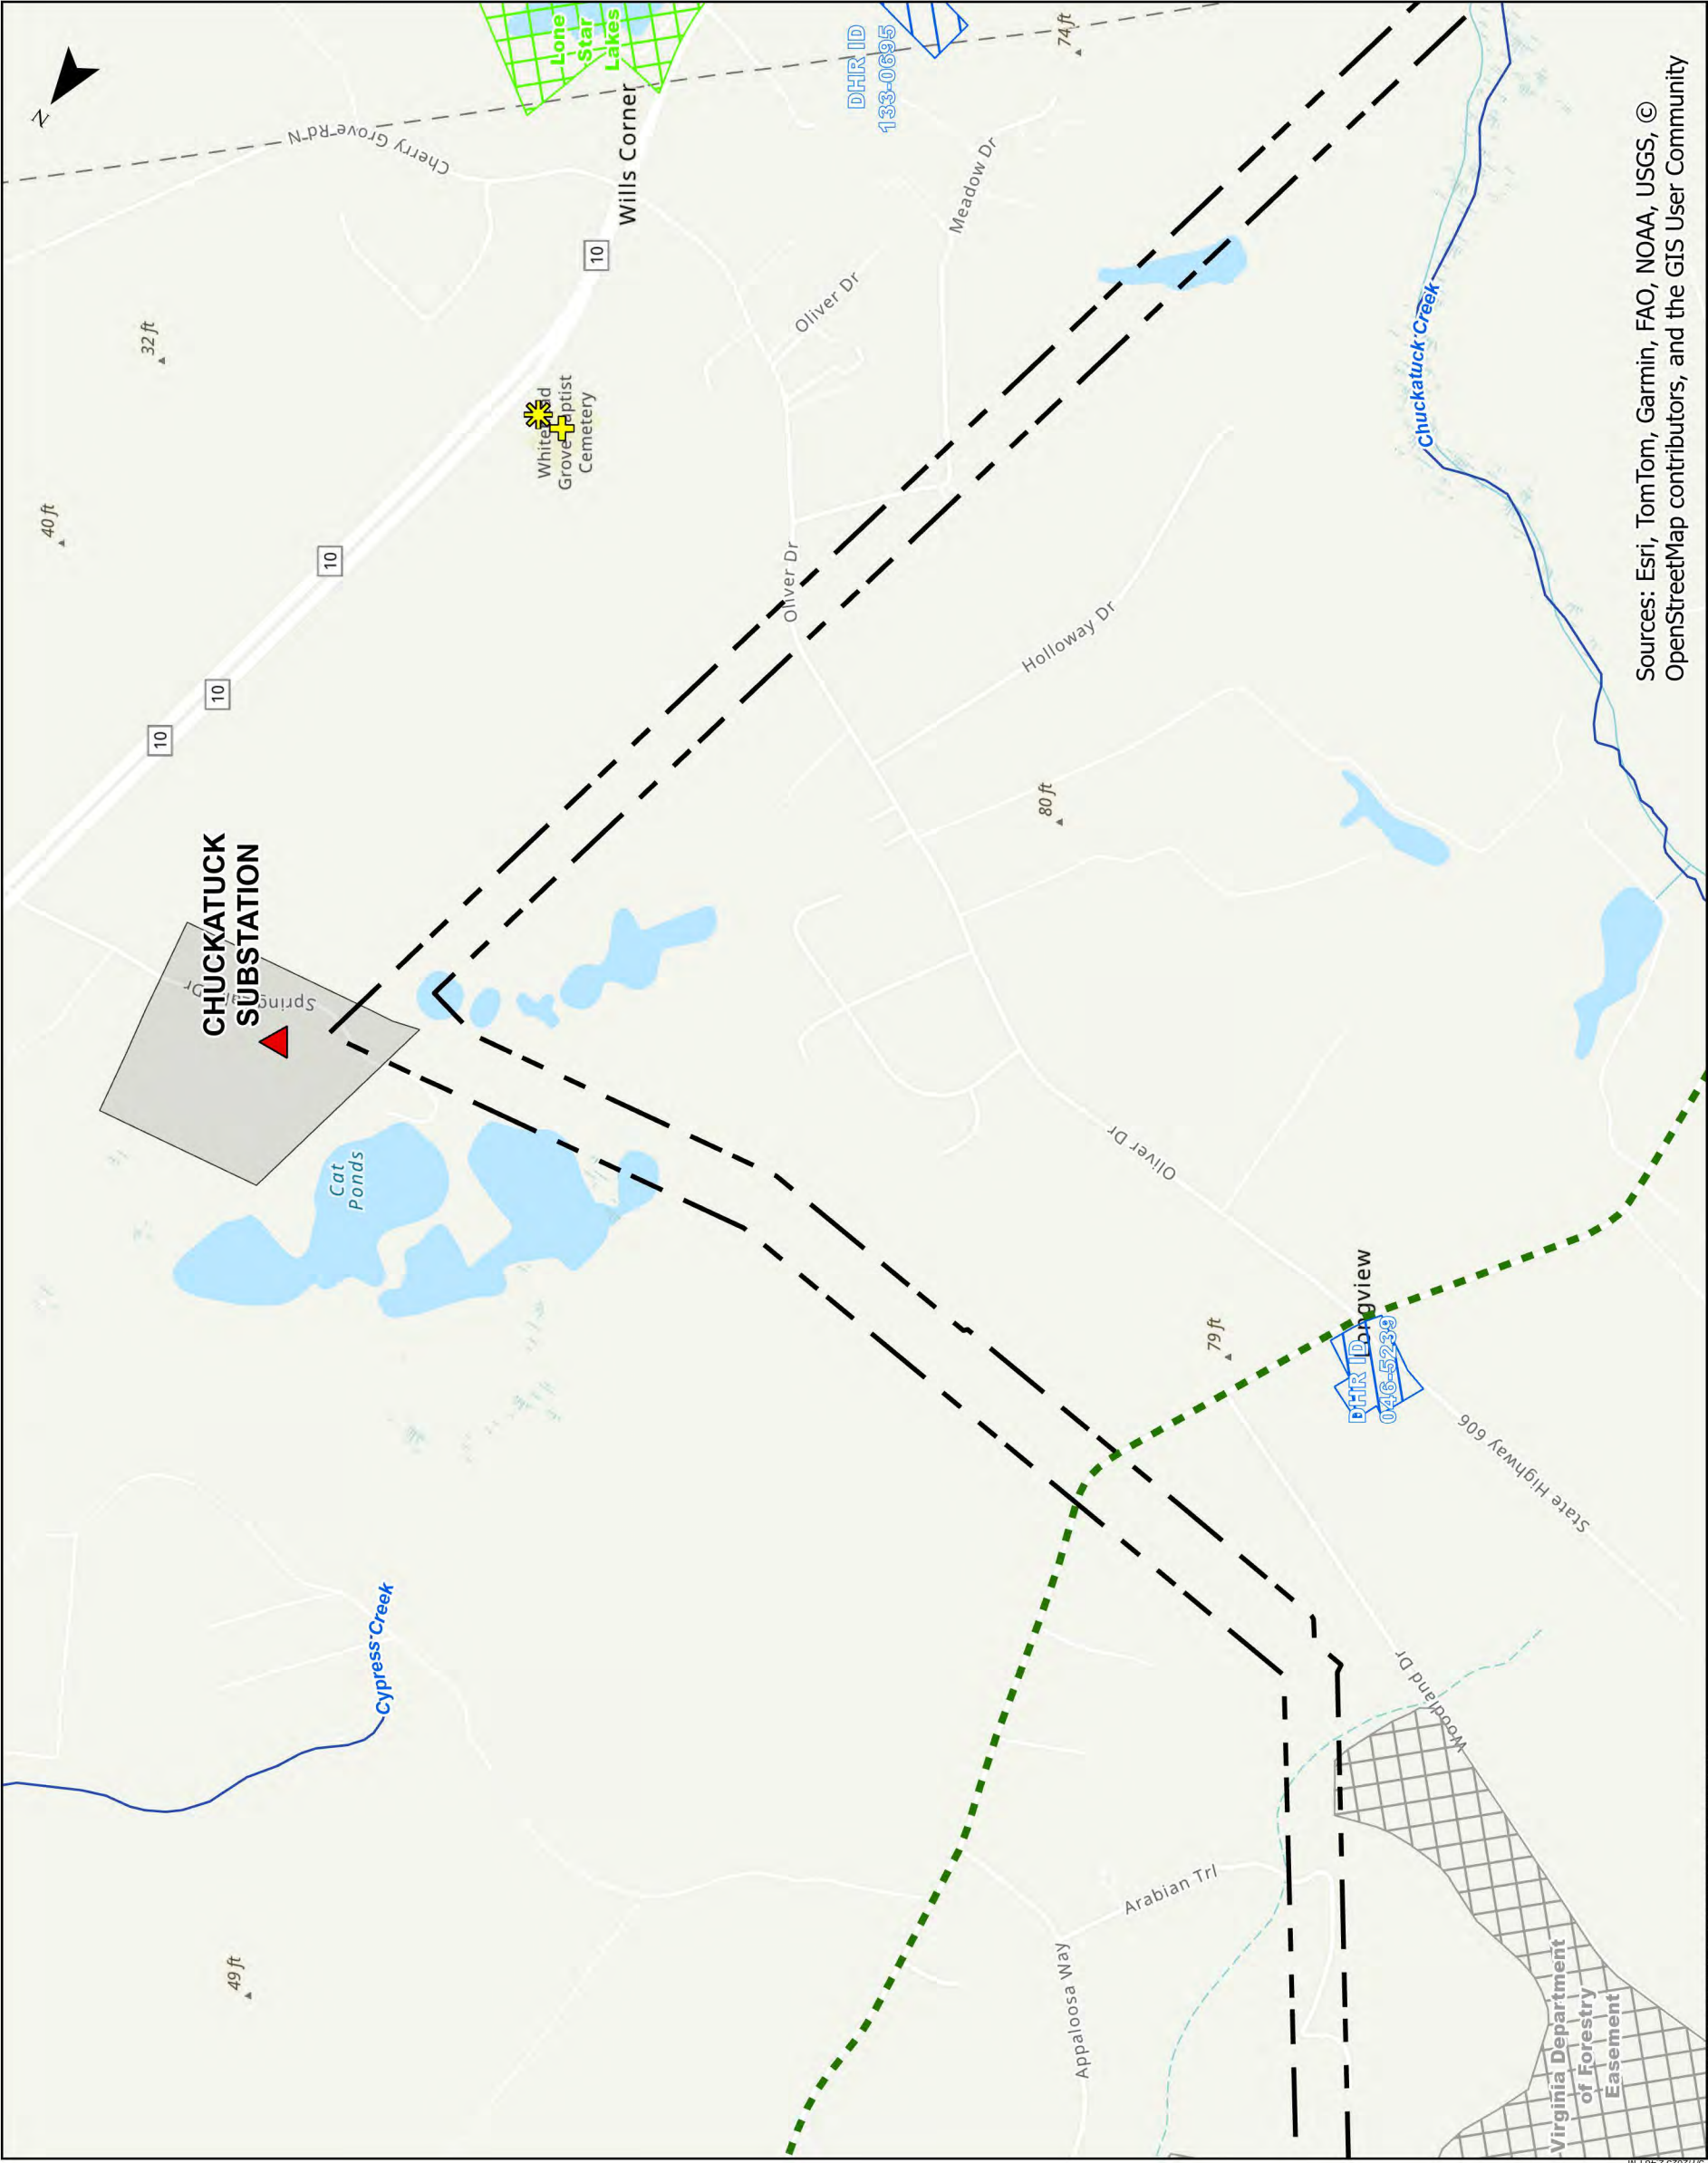 N
Cherry Grove Rd N
Lone
Star
Lakes
Wills Corner
DHR ID
133-0695
74 ft
Meadow Dr
10
Oliver Dr
32 ft
40 ft
Grove Baptist
Cemetery
10
10
10
Oliver Dr
Holloway Dr
Chuckatuck Creek
Sources: Esri, TomTom, Garmin, FAO, NOAA, USGS, ©
OpenStreetMap contributors, and the GIS User Community
80 ft
CHUCKATUCK
SUBSTATION
Cat
Ponds
Oliver Dr
79 ft
Longview
DHR ID
046-5239
State Highway 606
Cypress Creek
Woodland Dr
Arabian Trl
Appaloosa Way
49 ft
Virginia Department
of Forestry
Easement